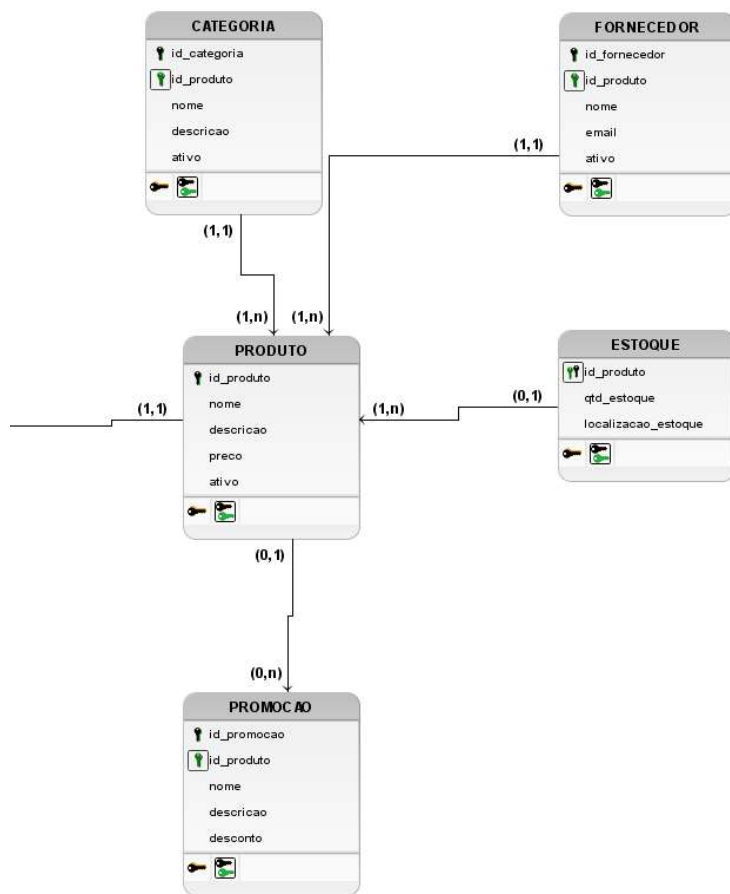 CATEGORIA
id_categoria
id_produto
nome
descricao
ativo
FORNECEDOR
id_fornecedor
id_produto
nome
email
ativo
(1,1)
(1,1)
(1,n)
(1,n)
PRODUTO
id_produto
nome
descricao
preco
ativo
ESTOQUE
id_produto
qtd_estoque
localizacao_estoque
(1,1)
(1,n)
(0,1)
(0,1)
(0,n)
PROMOCAO
id_promocao
id_produto
nome
descricao
desconto